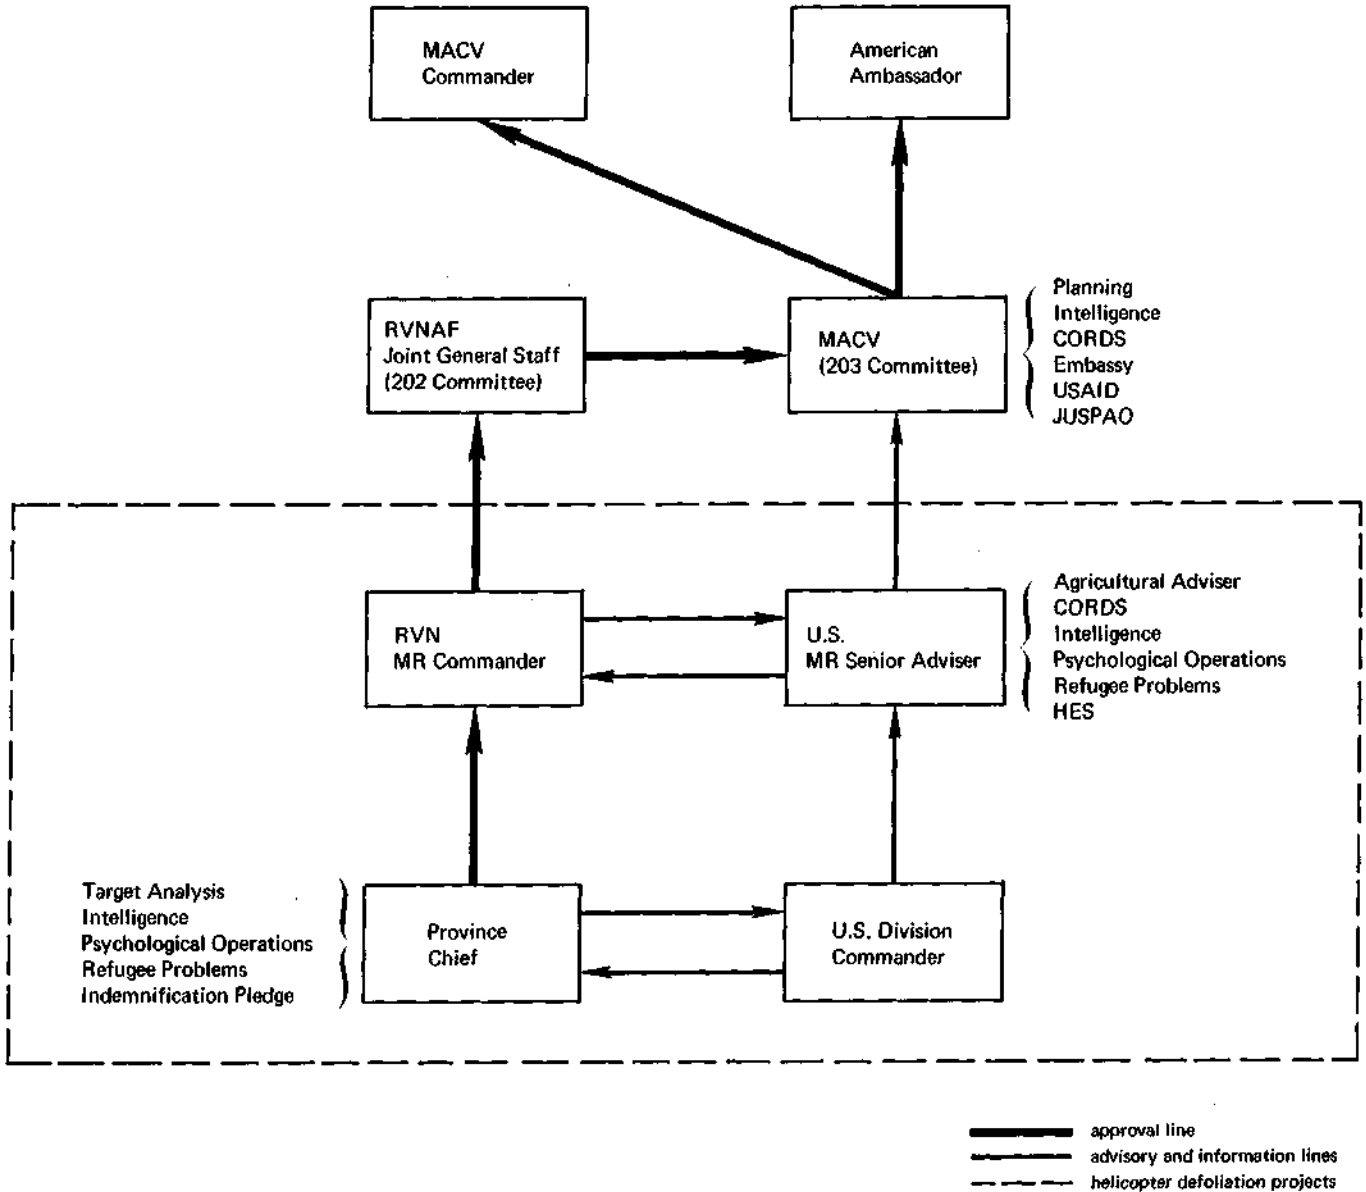 MACV
Commander
American
Ambassador
RVNAF
Joint General Staff
(202 Committee)
MACV
(203 Committee)
Planning
Intelligence
CORDS
Embassy
USAID
JUSPAO
RVN
MR Commander
U.S.
MR Senior Adviser
Agricultural Adviser
CORDS
Intelligence
Psychological Operations
Refugee Problems
HES
Target Analysis
Intelligence
Psychological Operations
Refugee Problems
Indemnification Pledge
Province
Chief
U.S. Division
Commander
approval line
advisory and information lines
helicopter defoliation projects